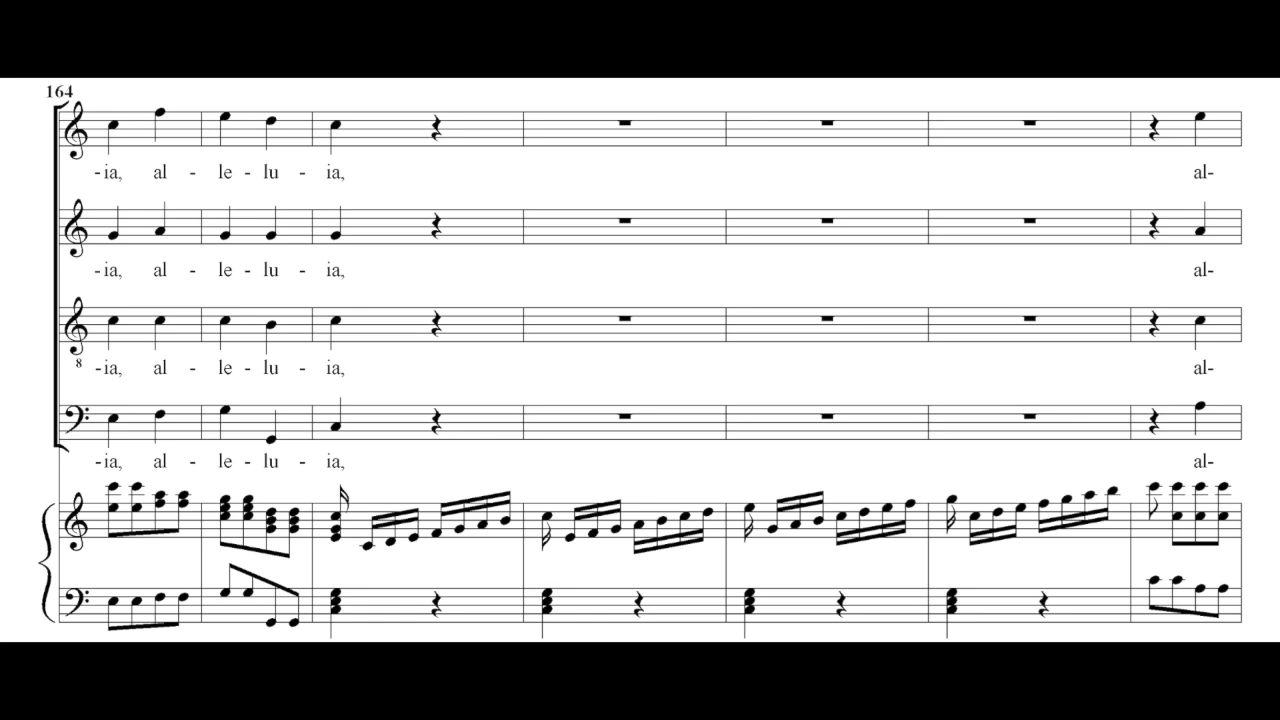 164
-ia, al - le - lu - ia, al-
-ia, al - le - lu - ia, al-
8 -ia, al - le - lu - ia, al-
-ia, al - le - lu - ia, al-